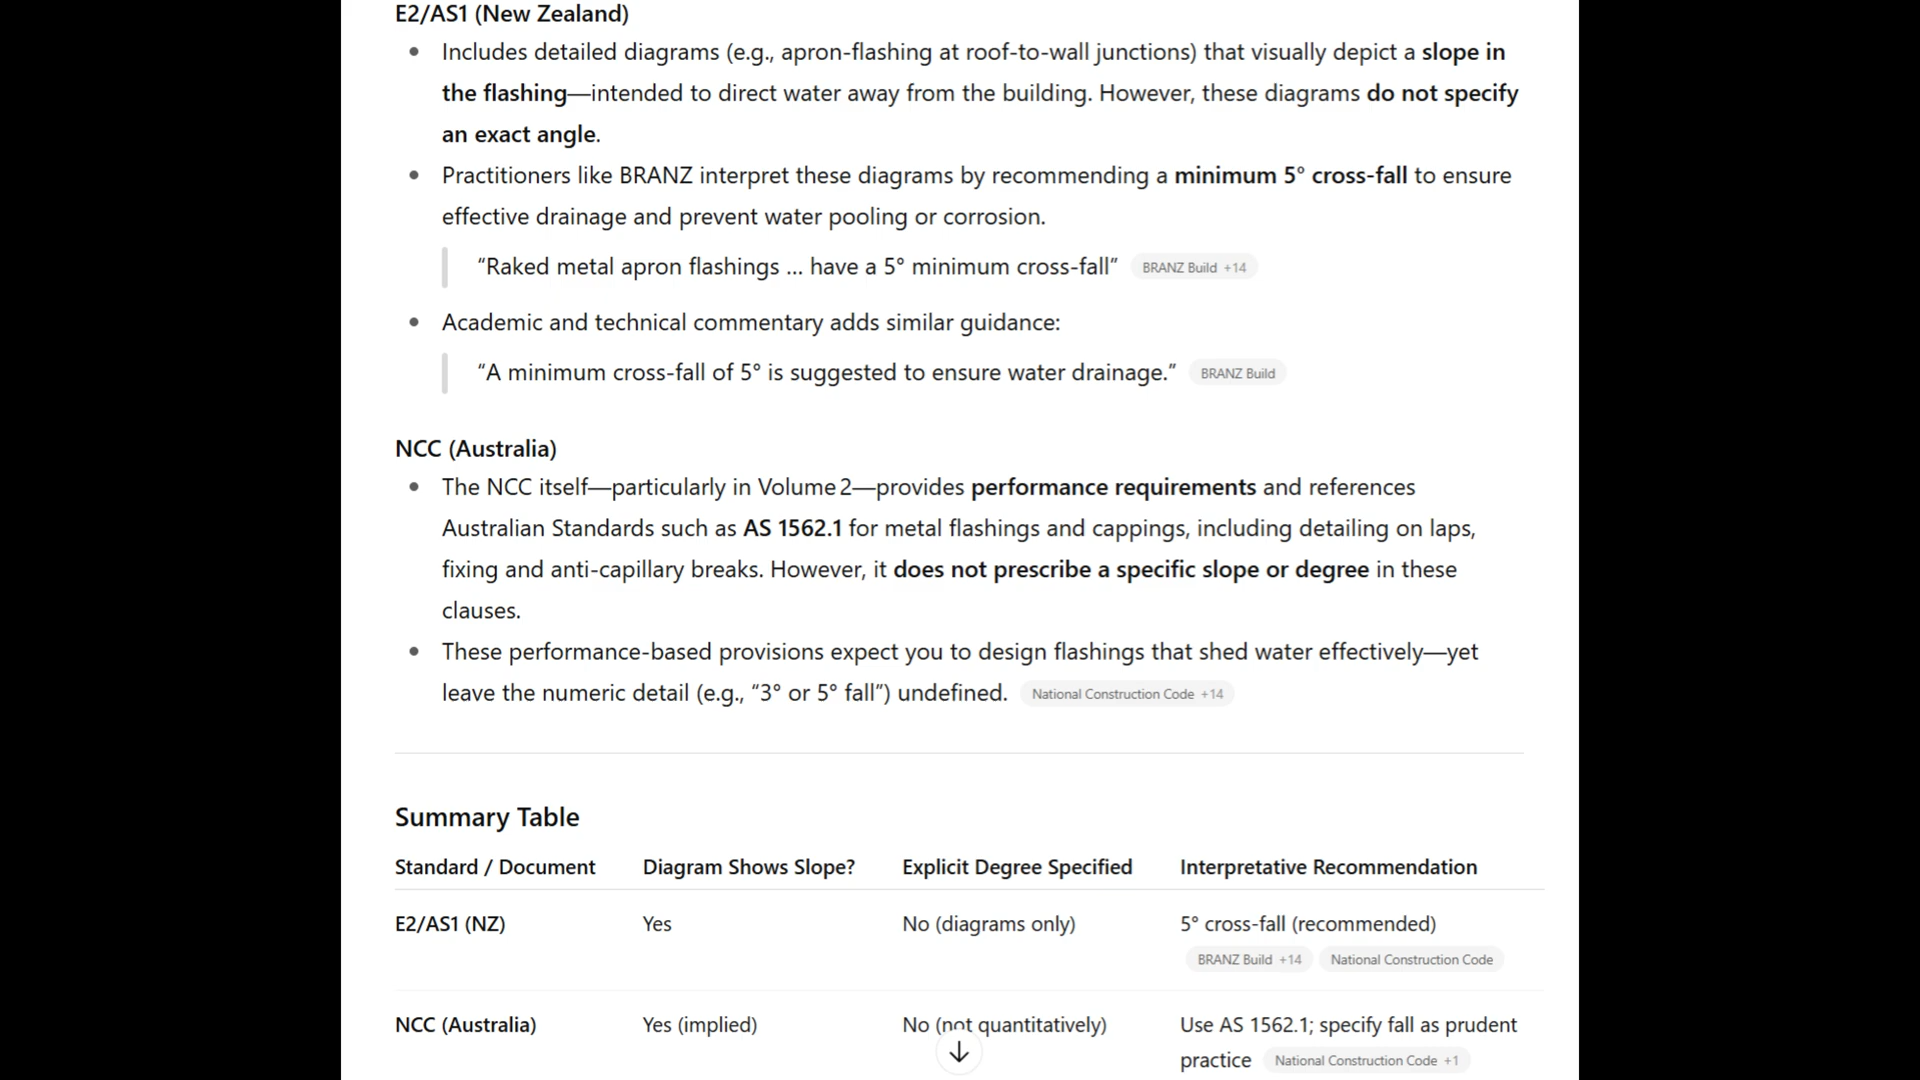 E2/AS1 (New Zealand)
• Includes detailed diagrams (e.g., apron-flashing at roof-to-wall junctions) that visually depict a slope in
the flashing—intended to direct water away from the building. However, these diagrams do not specify
an exact angle.
• Practitioners like BRANZ interpret these diagrams by recommending a minimum 5° cross-fall to ensure
effective drainage and prevent water pooling or corrosion.
“Raked metal apron flashings ... have a 5° minimum cross-fall” BRANZ Build +14
• Academic and technical commentary adds similar guidance:
“A minimum cross-fall of 5° is suggested to ensure water drainage.” BRANZ Build
NCC (Australia)
• The NCC itself—particularly in Volume 2—provides performance requirements and references
Australian Standards such as AS 1562.1 for metal flashings and cappings, including detailing on laps,
fixing and anti-capillary breaks. However, it does not prescribe a specific slope or degree in these
clauses.
• These performance-based provisions expect you to design flashings that shed water effectively—yet
leave the numeric detail (e.g., “3° or 5° fall”) undefined. National Construction Code +14
Summary Table
Standard / Document Diagram Shows Slope? Explicit Degree Specified Interpretative Recommendation
E2/AS1 (NZ) Yes No (diagrams only) 5° cross-fall (recommended)
BRANZ Build +14 National Construction Code
NCC (Australia) Yes (implied) No (not quantitatively) Use AS 1562.1; specify fall as prudent
practice National Construction Code +1